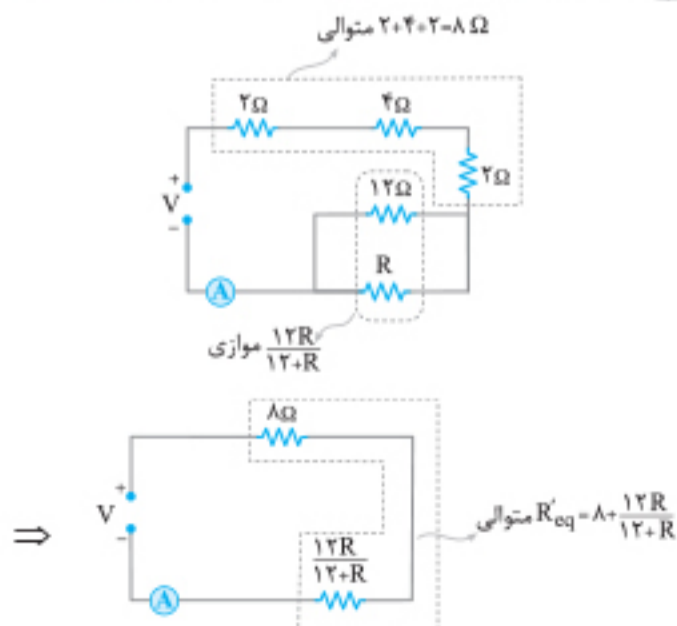 متوالی ۲+۴+۲=۸ Ω
۲Ω
۴Ω
۲Ω
+
V
−
۱۲Ω
R
A
موازی ۱۲R/۱۲+R
⇒
۸Ω
+
V
−
متوالی R'eq=۸+۱۲R/۱۲+R
۱۲R/۱۲+R
A